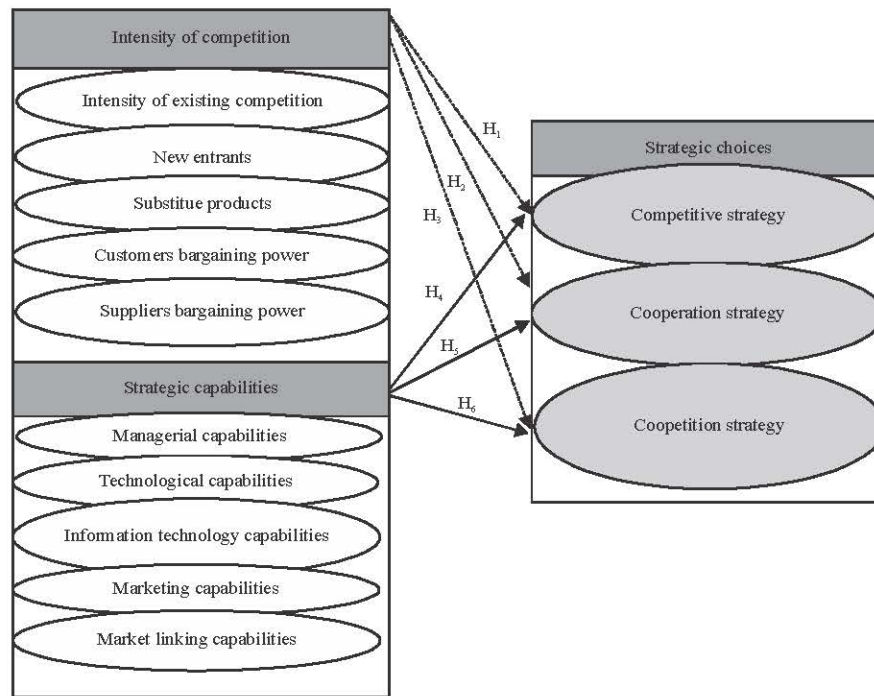 Intensity of competition
Intensity of existing competition
New entrants
Substitue products
Customers bargaining power
Suppliers bargaining power
Strategic capabilities
Managerial capabilities
Technological capabilities
Information technology capabilities
Marketing capabilities
Market linking capabilities
H₁
H₂
H₃
H₄
H₅
H₆
Strategic choices
Competitive strategy
Cooperation strategy
Coopetition strategy